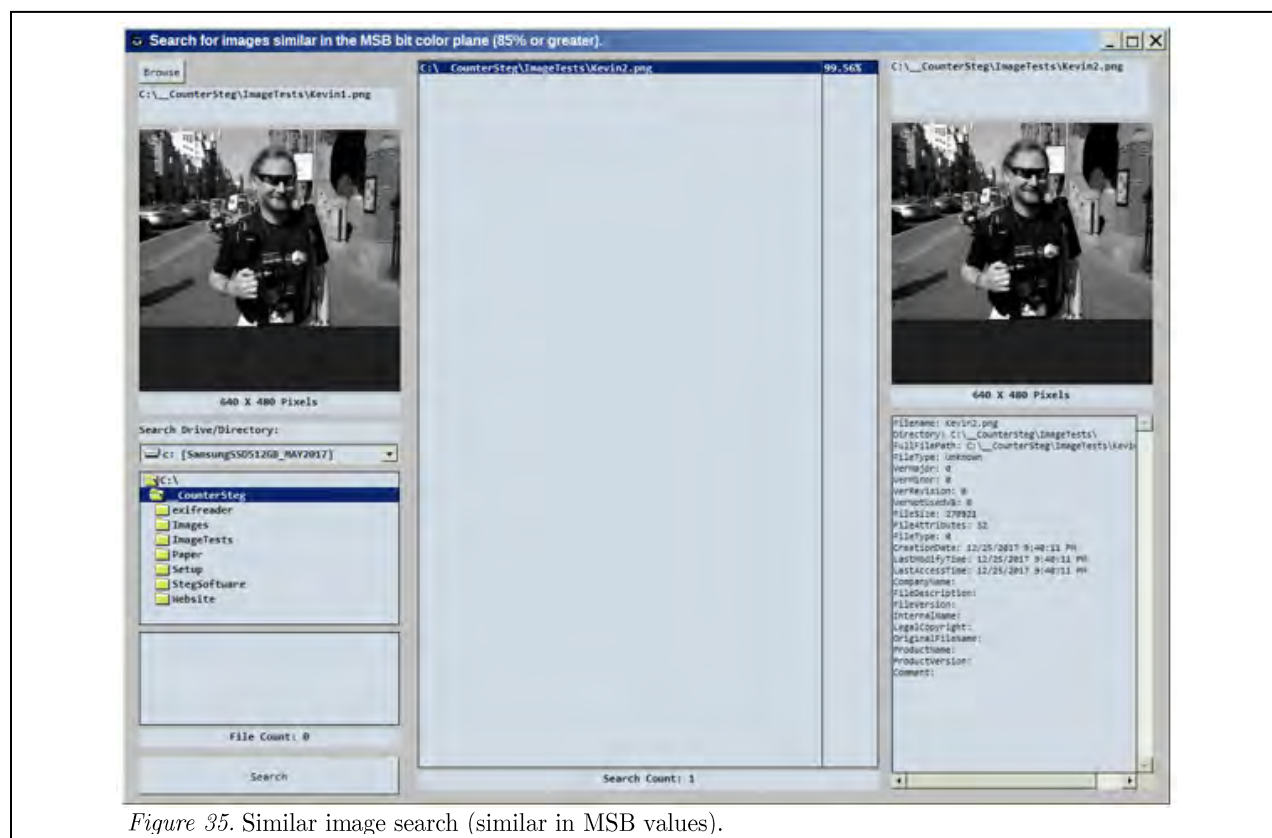 Search for images similar in the MSB bit color plane (85% or greater).
Browse
C:\__CounterSteg\ImageTests\Kevin1.png
640 X 480 Pixels
Search Drive/Directory:
c: [SamsungSSD512GB_MAY2017]
C:\
__CounterSteg
exifreader
Images
ImageTests
Paper
Setup
StegSoftware
Website
File Count: 0
Search
C:\__CounterSteg\ImageTests\Kevin2.png 99.56%
Search Count: 1
C:\__CounterSteg\ImageTests\Kevin2.png
640 X 480 Pixels
Filename: Kevin2.png
Directory: C:\__CounterSteg\ImageTests\
FullFilePath: C:\__CounterSteg\ImageTests\Kevin
FileType: Unknown
VerMajor: 0
VerMinor: 0
VerRevision: 0
FileSize: 270921
FileAttributes: 32
FileType: 0
CreationDate: 12/25/2017 9:40:11 PM
LastModifyTime: 12/25/2017 9:40:11 PM
LastAccessTime: 12/25/2017 9:40:11 PM
CompanyName:
FileDescription:
FileVersion:
InternalName:
LegalCopyright:
OriginalFilename:
ProductName:
ProductVersion:
Comment:
Figure 35. Similar image search (similar in MSB values).